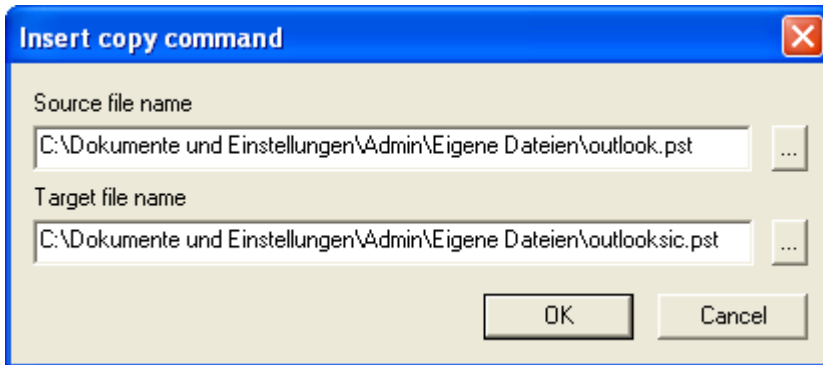 Insert copy command
Source file name
C:\Dokumente und Einstellungen\Admin\Eigene Dateien\outlook.pst
...
Target file name
C:\Dokumente und Einstellungen\Admin\Eigene Dateien\outlooksic.pst
...
OK
Cancel